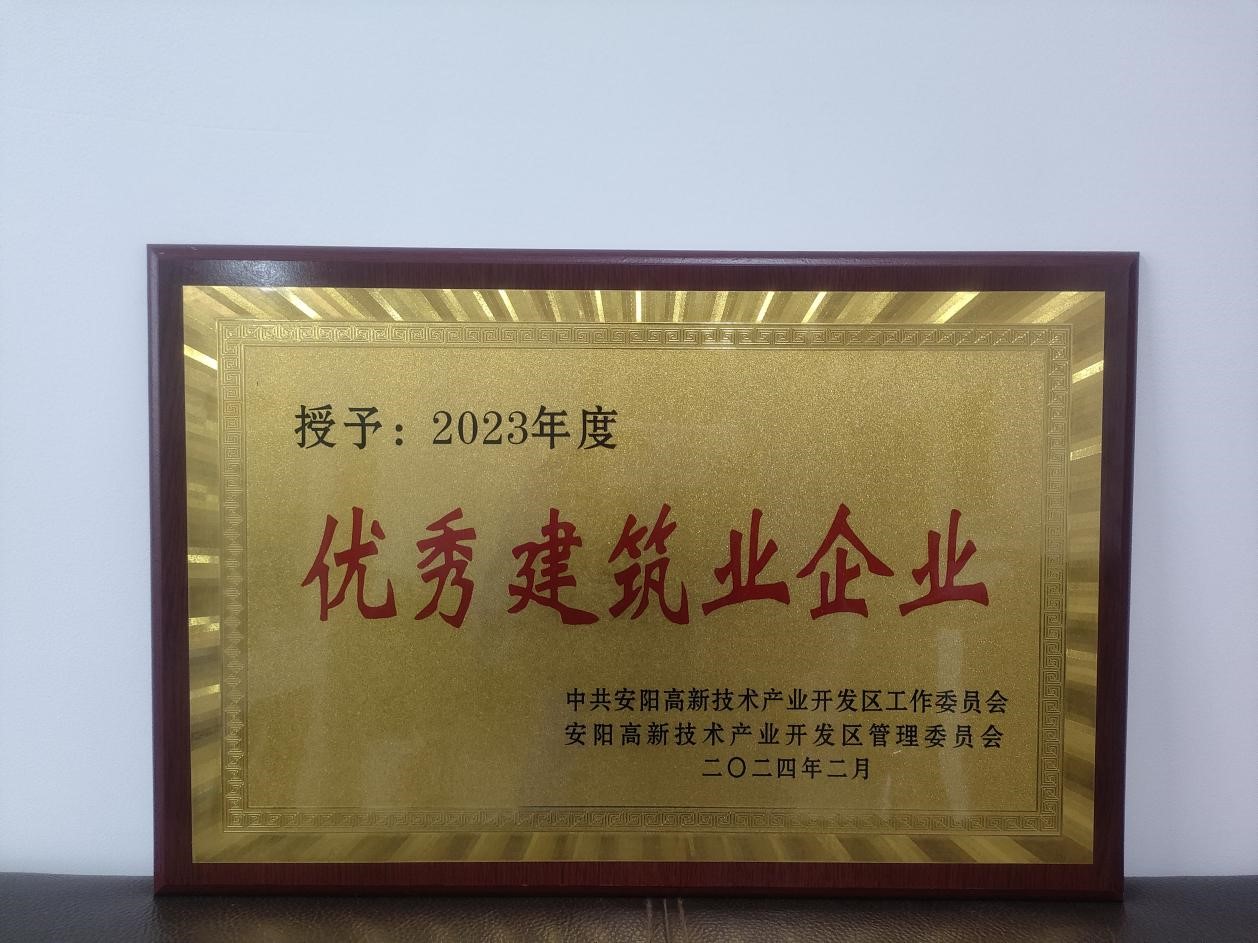 授予：2023年度
优秀建筑业企业
中共安阳高新技术产业开发区工作委员会
安阳高新技术产业开发区管理委员会
二〇二四年二月